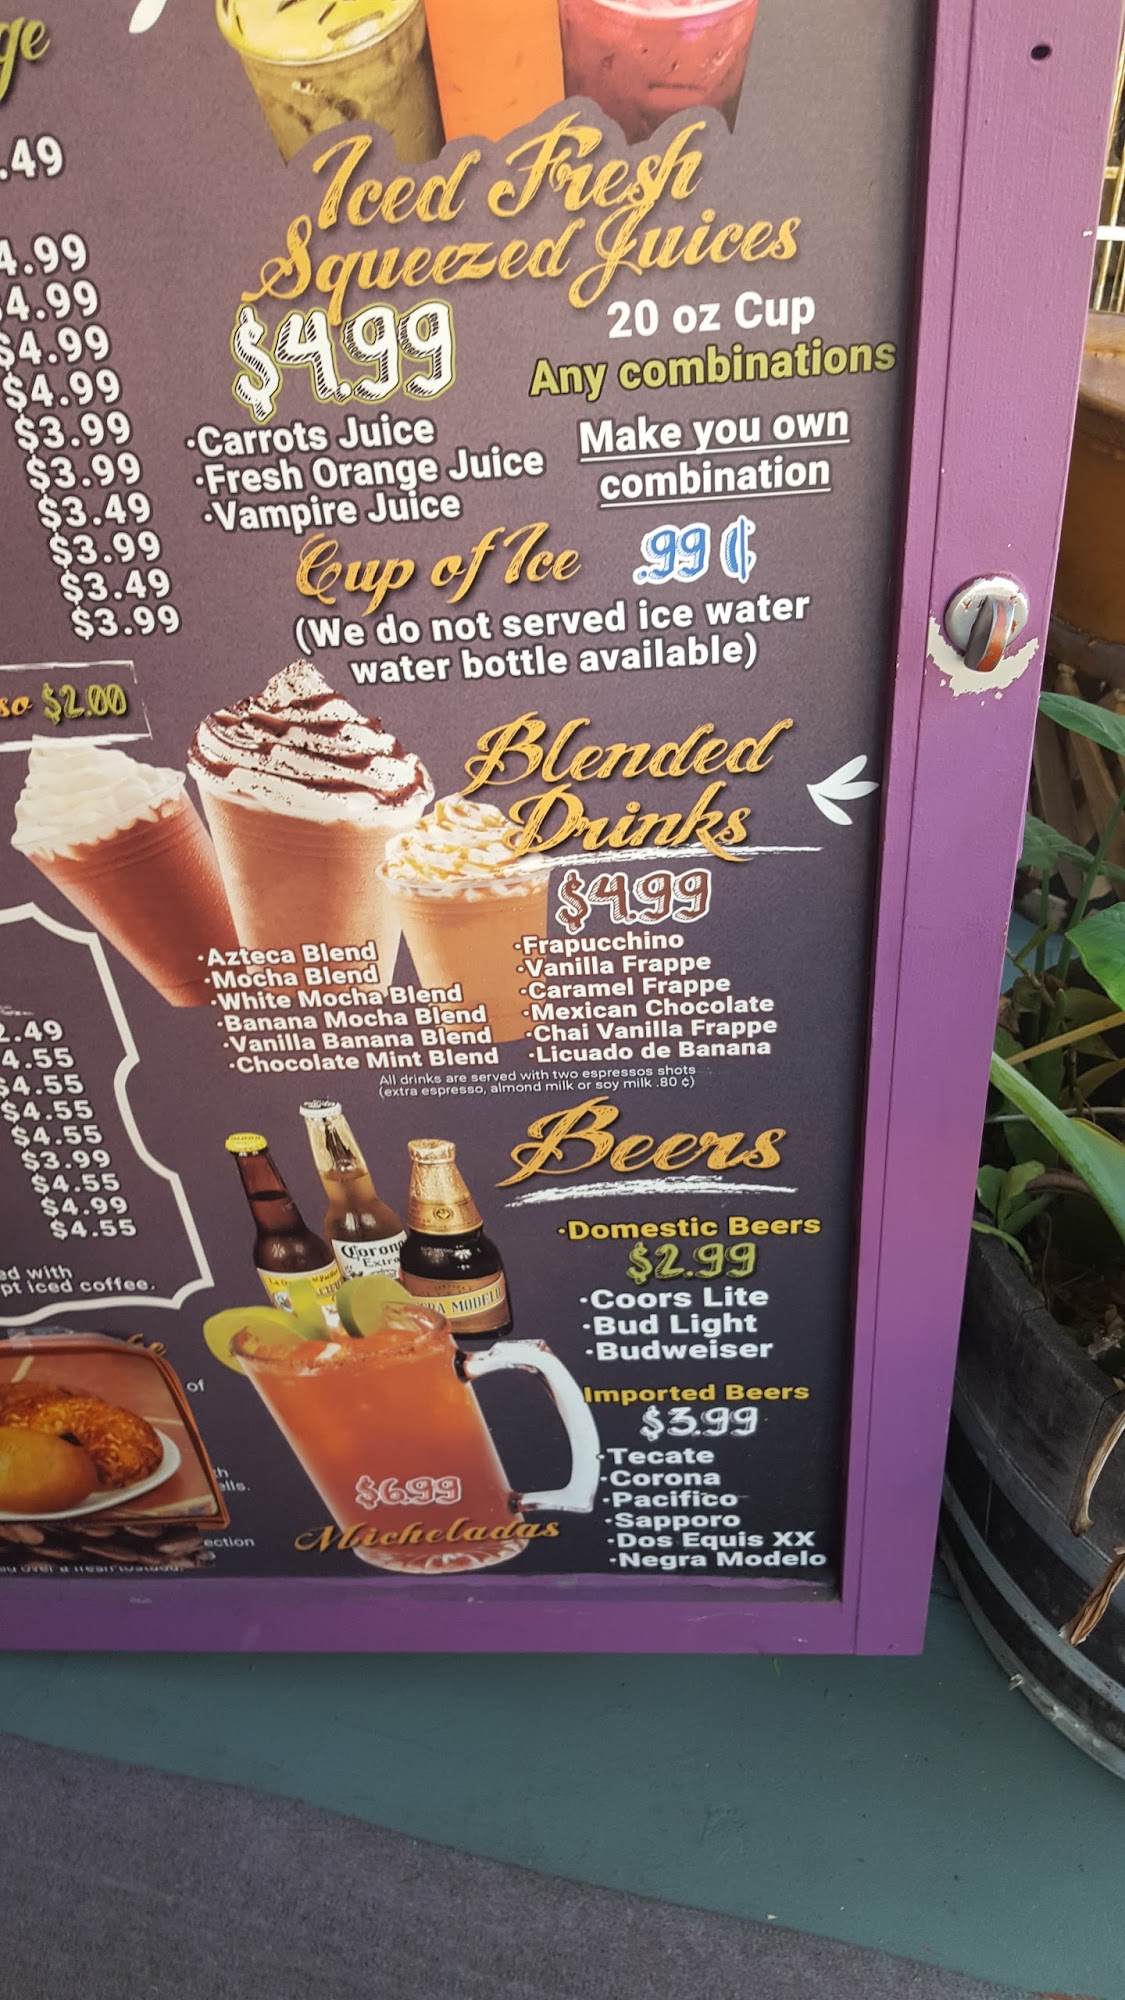 ge
.49
4.99
4.99
$4.99
$4.99
$3.99
$3.99
$3.49
$3.99
$3.49
$3.99
so $2.00
2.49
4.55
$4.55
$4.55
$4.55
$3.99
$4.55
$4.99
$4.55
ed with
pt iced coffee.
of
ection
Iced Fresh
Squeezed Juices
$4.99
20 oz Cup
Any combinations
·Carrots Juice
·Fresh Orange Juice
·Vampire Juice
Make you own
combination
Cup of Ice .99 ¢
(We do not served ice water
water bottle available)
Blended
Drinks
$4.99
·Azteca Blend
·Mocha Blend
·White Mocha Blend
·Banana Mocha Blend
·Vanilla Banana Blend
·Chocolate Mint Blend
·Frapucchino
·Vanilla Frappe
·Caramel Frappe
·Mexican Chocolate
·Chai Vanilla Frappe
·Licuado de Banana
All drinks are served with two espressos shots
(extra espresso, almond milk or soy milk .80 ¢)
Beers
·Domestic Beers
$2.99
·Coors Lite
·Bud Light
·Budweiser
Imported Beers
$3.99
·Tecate
·Corona
·Pacifico
·Sapporo
·Dos Equis XX
·Negra Modelo
Corona
Extra
RA MODELO
$6.99
Micheladas